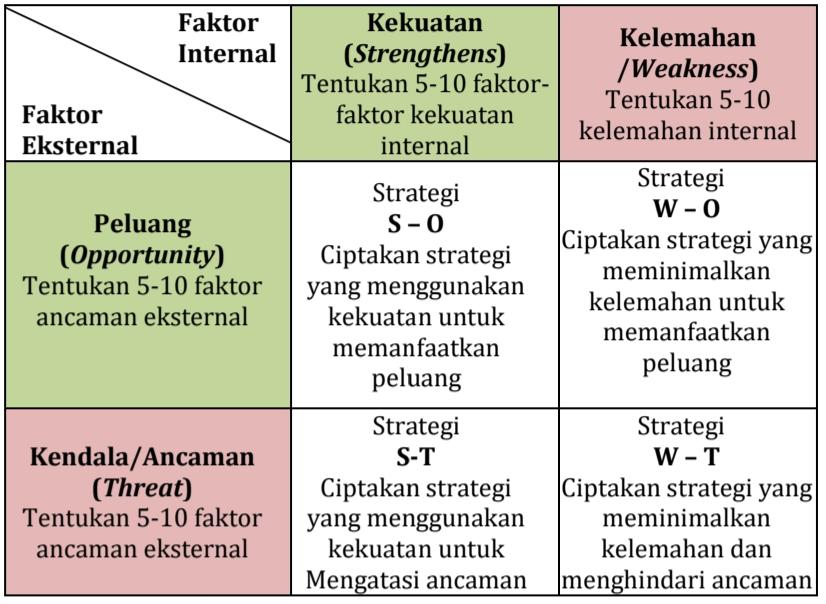 Faktor
Internal
Faktor
Eksternal
Kekuatan
(Strengthens)
Tentukan 5-10 faktor-
faktor kekuatan
internal
Kelemahan
/Weakness)
Tentukan 5-10
kelemahan internal
Peluang
(Opportunity)
Tentukan 5-10 faktor
ancaman eksternal
Strategi
S – O
Ciptakan strategi
yang menggunakan
kekuatan untuk
memanfaatkan
peluang
Strategi
W – O
Ciptakan strategi yang
meminimalkan
kelemahan untuk
memanfaatkan
peluang
Kendala/Ancaman
(Threat)
Tentukan 5-10 faktor
ancaman eksternal
Strategi
S-T
Ciptakan strategi
yang menggunakan
kekuatan untuk
Mengatasi ancaman
Strategi
W – T
Ciptakan strategi yang
meminimalkan
kelemahan dan
menghindari ancaman